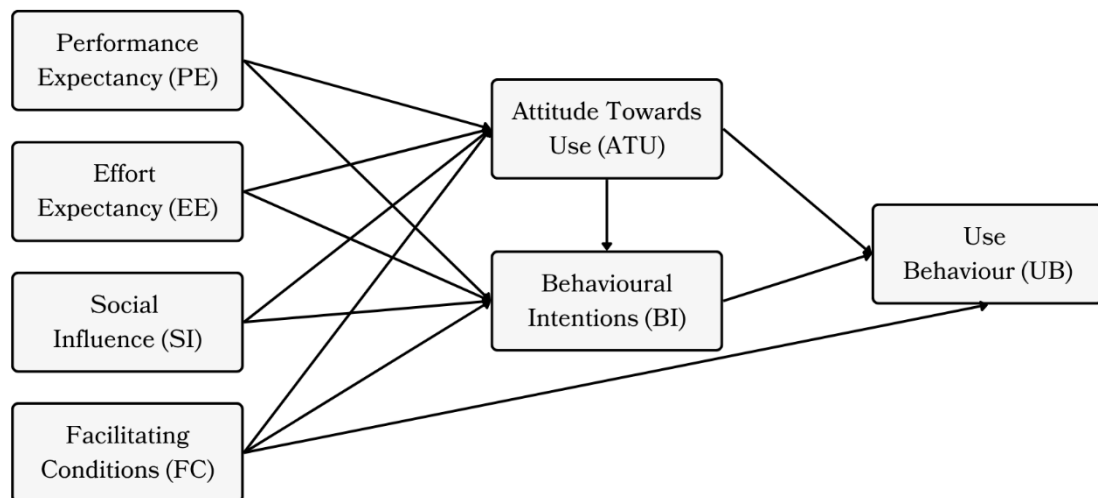 Performance
Expectancy (PE)
Effort
Expectancy (EE)
Social
Influence (SI)
Facilitating
Conditions (FC)
Attitude Towards
Use (ATU)
Behavioural
Intentions (BI)
Use
Behaviour (UB)